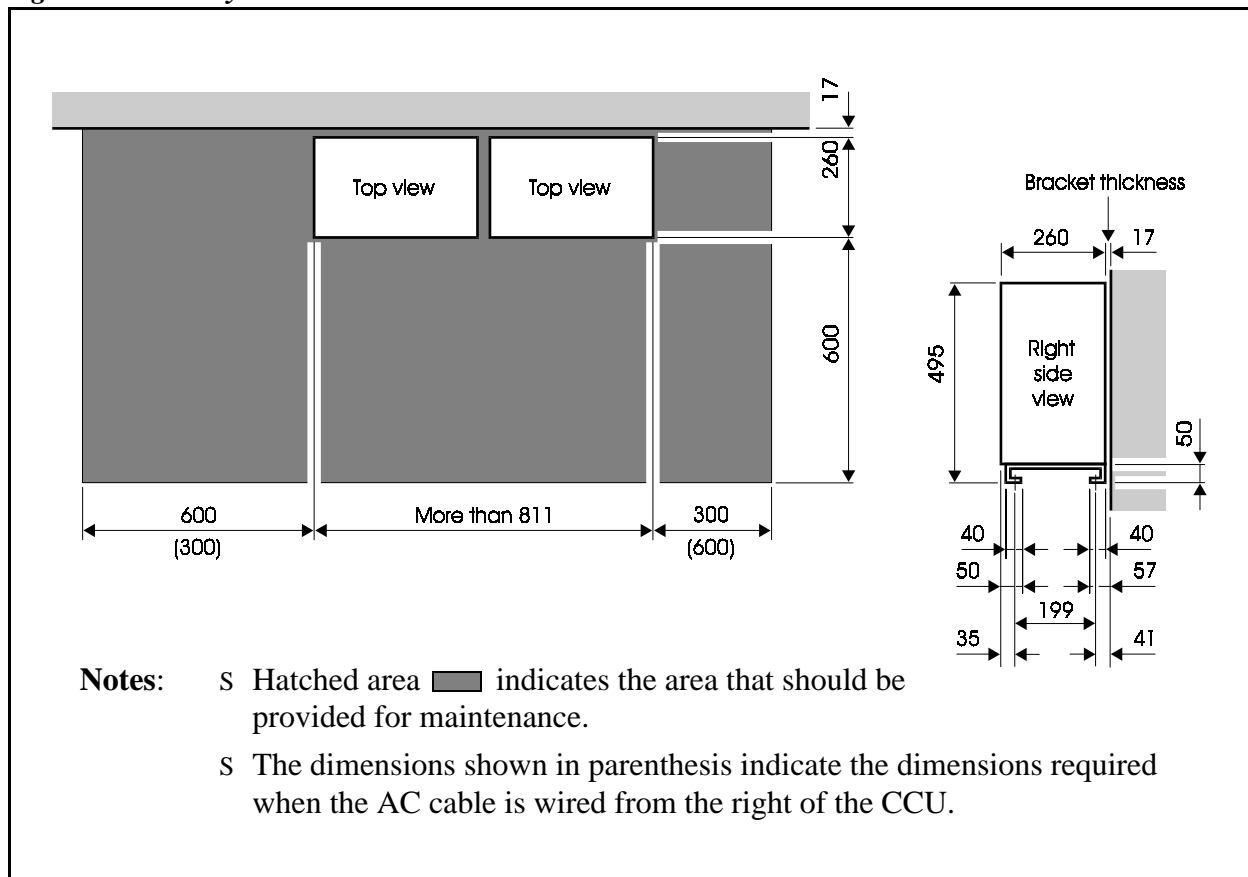 17
260
Top view Top view
600
600 More than 811 300
(300) (600)
Bracket thickness
260 17
495
Right
side
view
50
40 40
50 57
199
35 41
Notes: S Hatched area indicates the area that should be
provided for maintenance.
S The dimensions shown in parenthesis indicate the dimensions required
when the AC cable is wired from the right of the CCU.